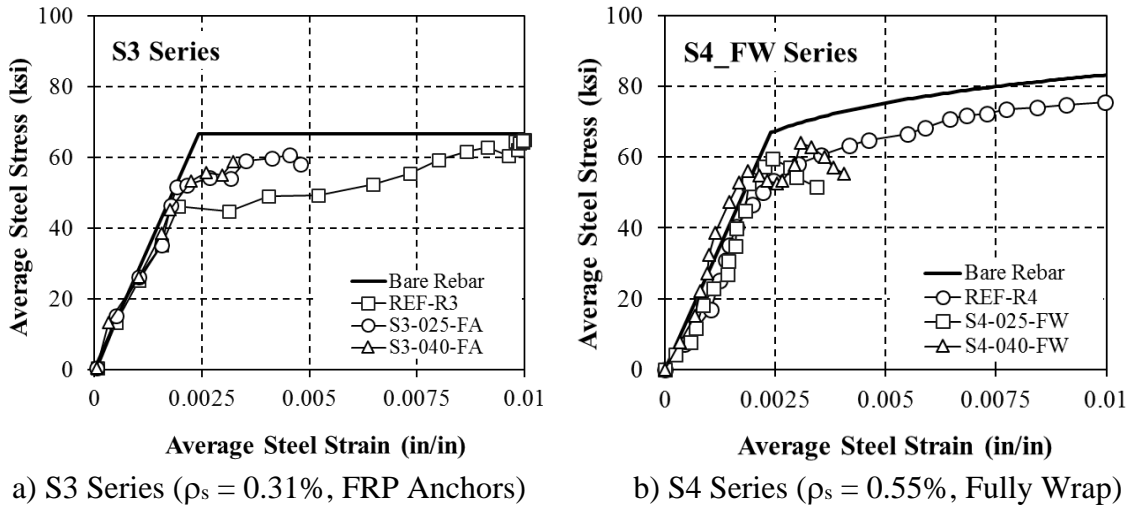 S3 Series
Average Steel Stress (ksi)
100
80
60
40
20
0
Bare Rebar
REF-R3
S3-025-FA
S3-040-FA
0 0.0025 0.005 0.0075 0.01
Average Steel Strain (in/in)
a) S3 Series (ρs = 0.31%, FRP Anchors)
S4_FW Series
Average Steel Stress (ksi)
100
80
60
40
20
0
Bare Rebar
REF-R4
S4-025-FW
S4-040-FW
0 0.0025 0.005 0.0075 0.01
Average Steel Strain (in/in)
b) S4 Series (ρs = 0.55%, Fully Wrap)